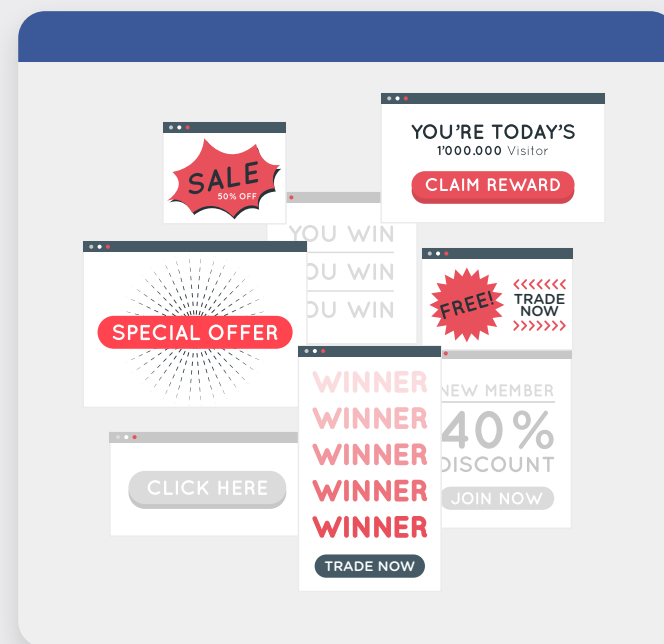 YOU'RE TODAY'S
1'000.000 Visitor
CLAIM REWARD
SALE
50% OFF
YOU WIN
OU WIN
OU WIN
SPECIAL OFFER
FREE!
TRADE
NOW
WINNER
WINNER
WINNER
WINNER
WINNER
TRADE NOW
NEW MEMBER
40%
DISCOUNT
JOIN NOW
CLICK HERE